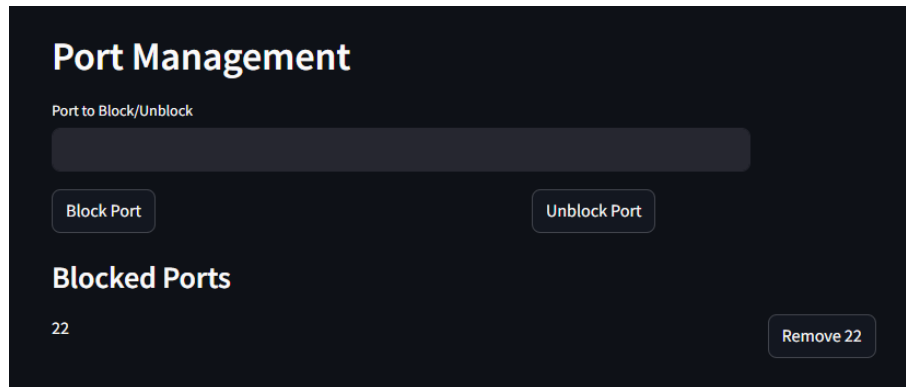 Port Management
Port to Block/Unblock
Block Port
Unblock Port
Blocked Ports
22
Remove 22